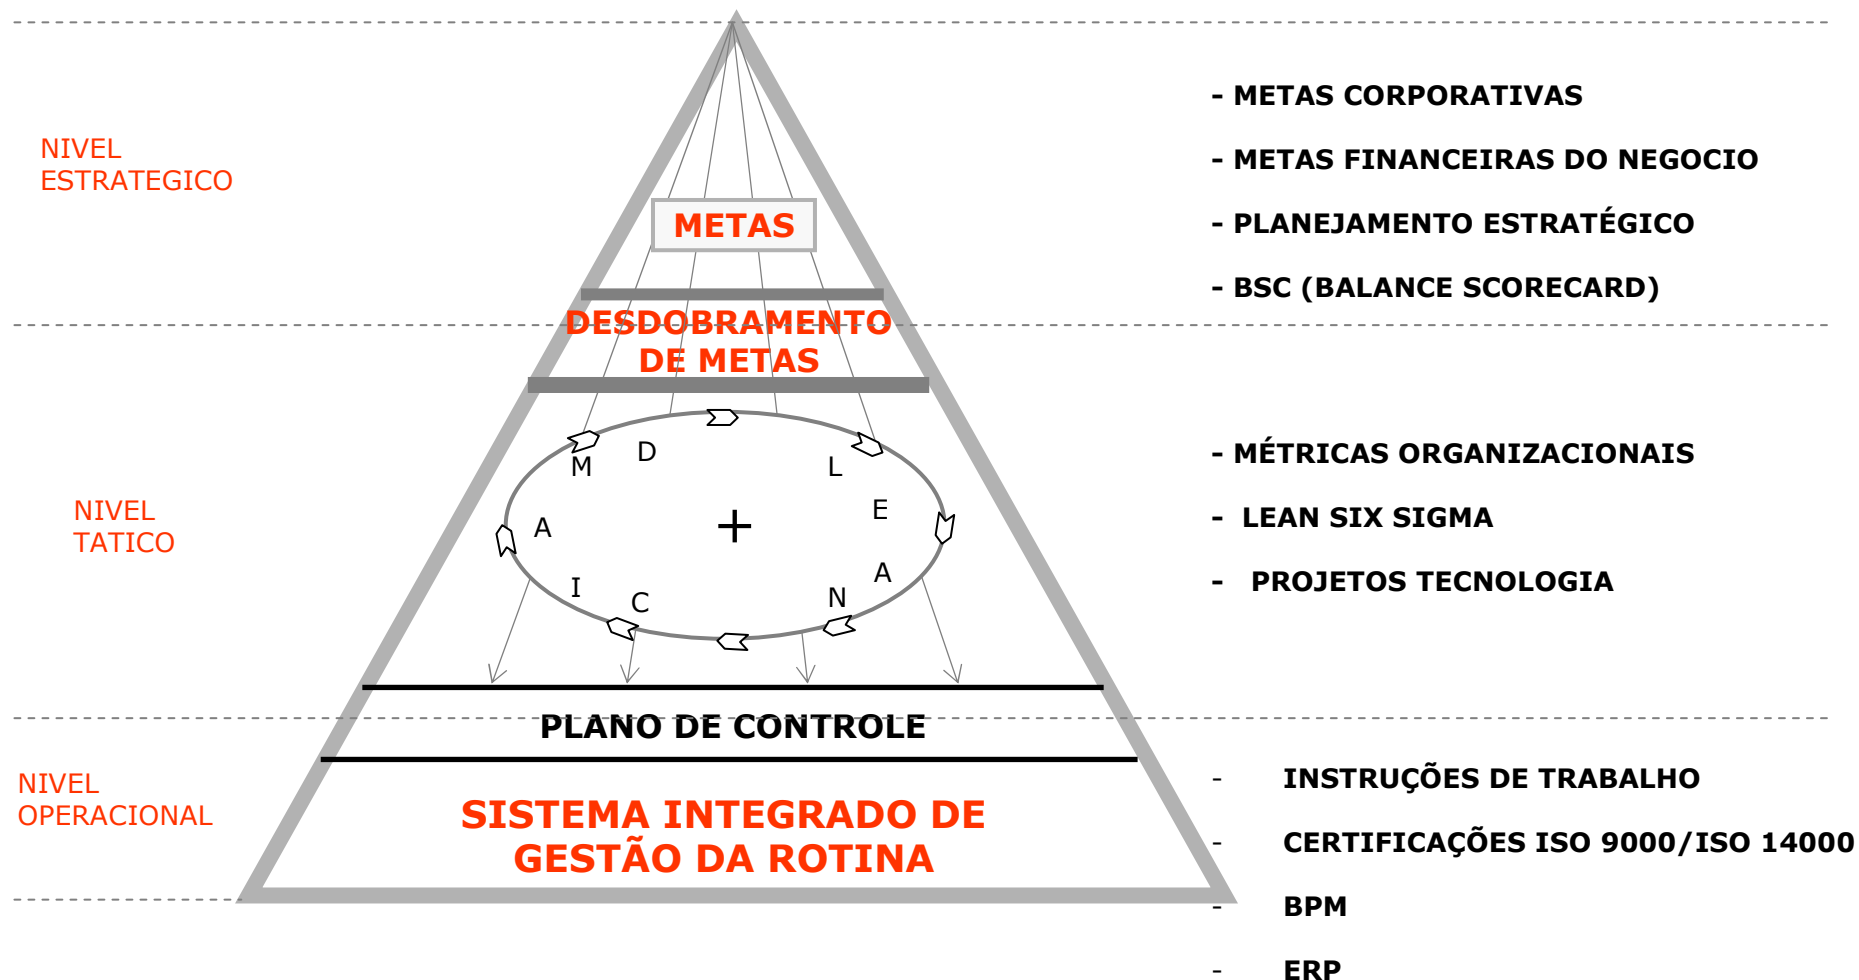 NIVEL
ESTRATEGICO
METAS
- METAS CORPORATIVAS
- METAS FINANCEIRAS DO NEGOCIO
- PLANEJAMENTO ESTRATÉGICO
- BSC (BALANCE SCORECARD)
DESDOBRAMENTO
DE METAS
NIVEL
TATICO
M D L
A + E
I C N A
- MÉTRICAS ORGANIZACIONAIS
- LEAN SIX SIGMA
- PROJETOS TECNOLOGIA
PLANO DE CONTROLE
NIVEL
OPERACIONAL
SISTEMA INTEGRADO DE
GESTÃO DA ROTINA
- INSTRUÇÕES DE TRABALHO
- CERTIFICAÇÕES ISO 9000/ISO 14000
- BPM
- ERP